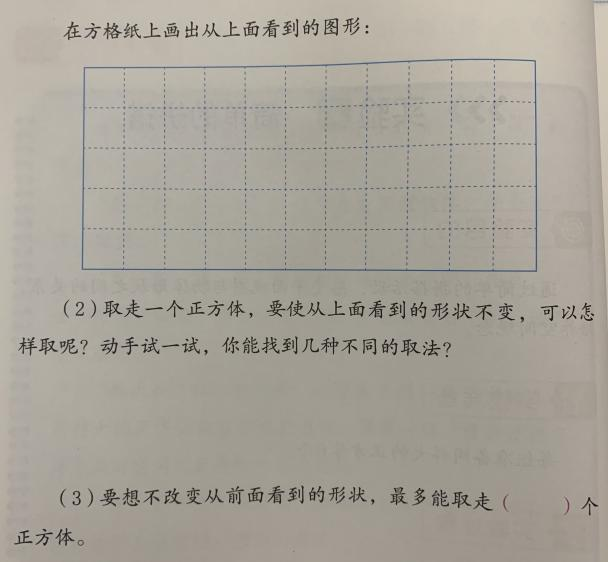 在方格纸上画出从上面看到的图形：
（2）取走一个正方体，要使从上面看到的形状不变，可以怎
样取呢？动手试一试，你能找到几种不同的取法？
（3）要想不改变从前面看到的形状，最多能取走（　　）个
正方体。